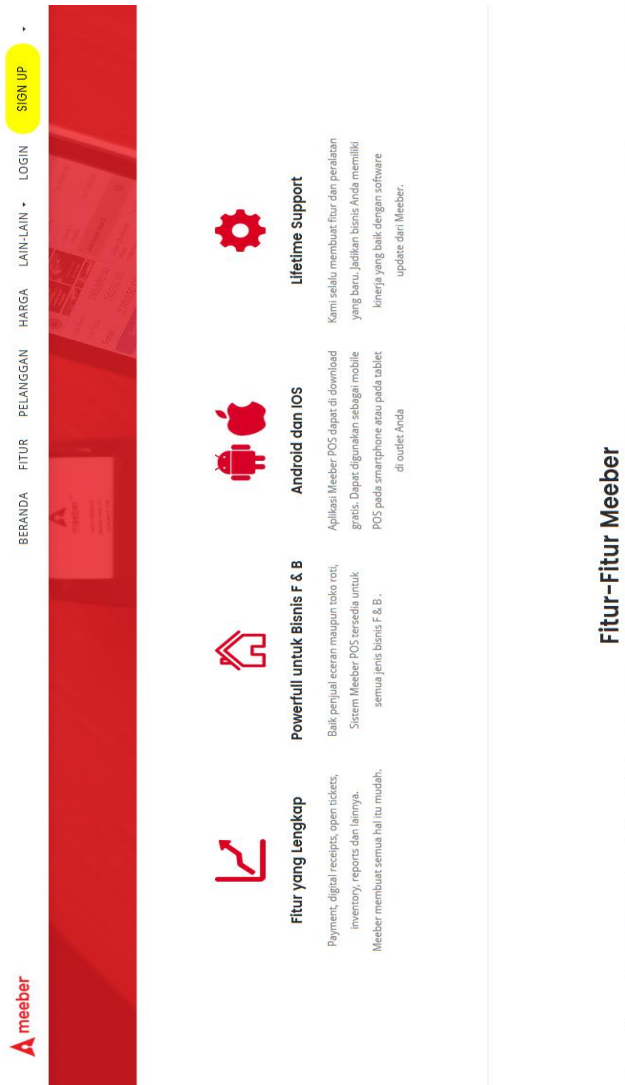 meeber
BERANDA
FITUR
PELANGGAN
HARGA
LAIN-LAIN
LOGIN
SIGN UP
meeber
Total
Fitur yang Lengkap
Payment, digital receipts, open tickets,
inventory, reports dan lainnya.
Meeber membuat semua hal itu mudah.
Powerfull untuk Bisnis F & B
Baik penjual eceran maupun toko roti,
Sistem Meeber POS tersedia untuk
semua jenis bisnis F & B .
Android dan IOS
Aplikasi Meeber POS dapat di download
gratis. Dapat digunakan sebagai mobile
POS pada smartphone atau pada tablet
di outlet Anda
Lifetime Support
Kami selalu membuat fitur dan peralatan
yang baru. Jadikan bisnis Anda memiliki
kinerja yang baik dengan software
update dari Meeber.
Fitur-Fitur Meeber